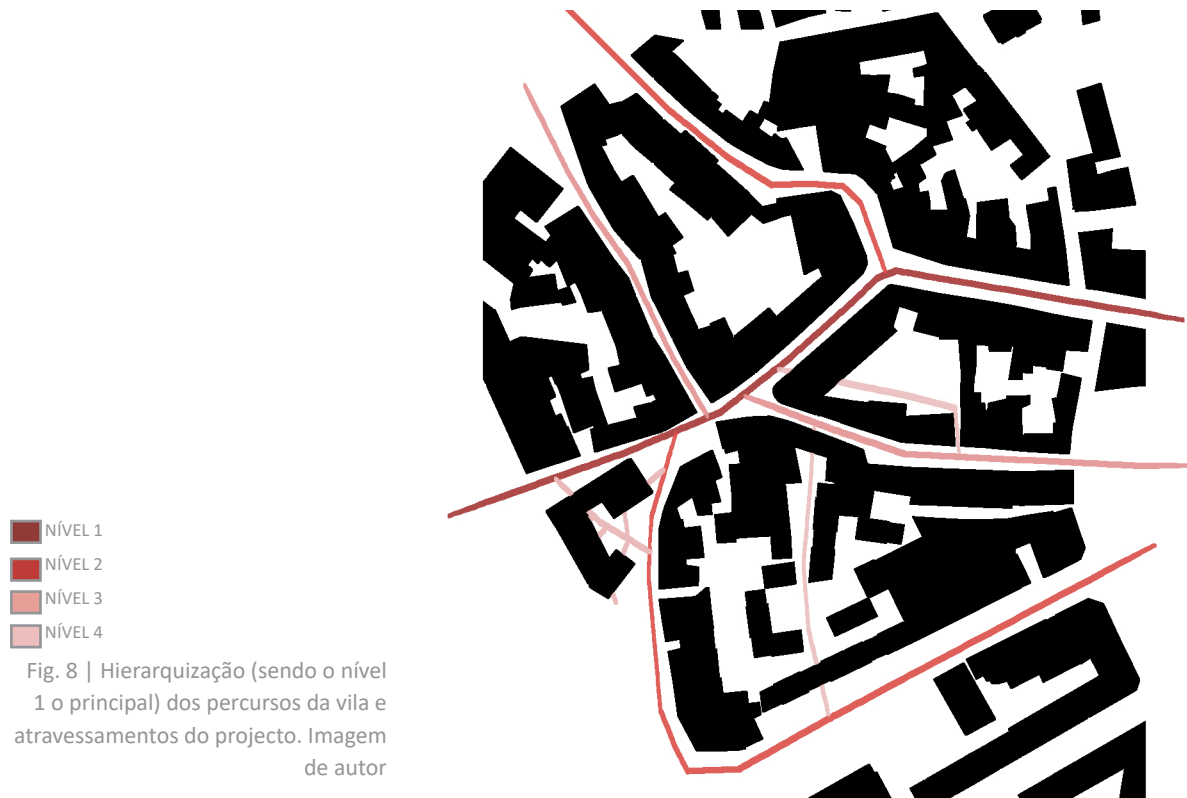 NÍVEL 1
NÍVEL 2
NÍVEL 3
NÍVEL 4
Fig. 8 | Hierarquização (sendo o nível
1 o principal) dos percursos da vila e
atravessamentos do projecto. Imagem
de autor